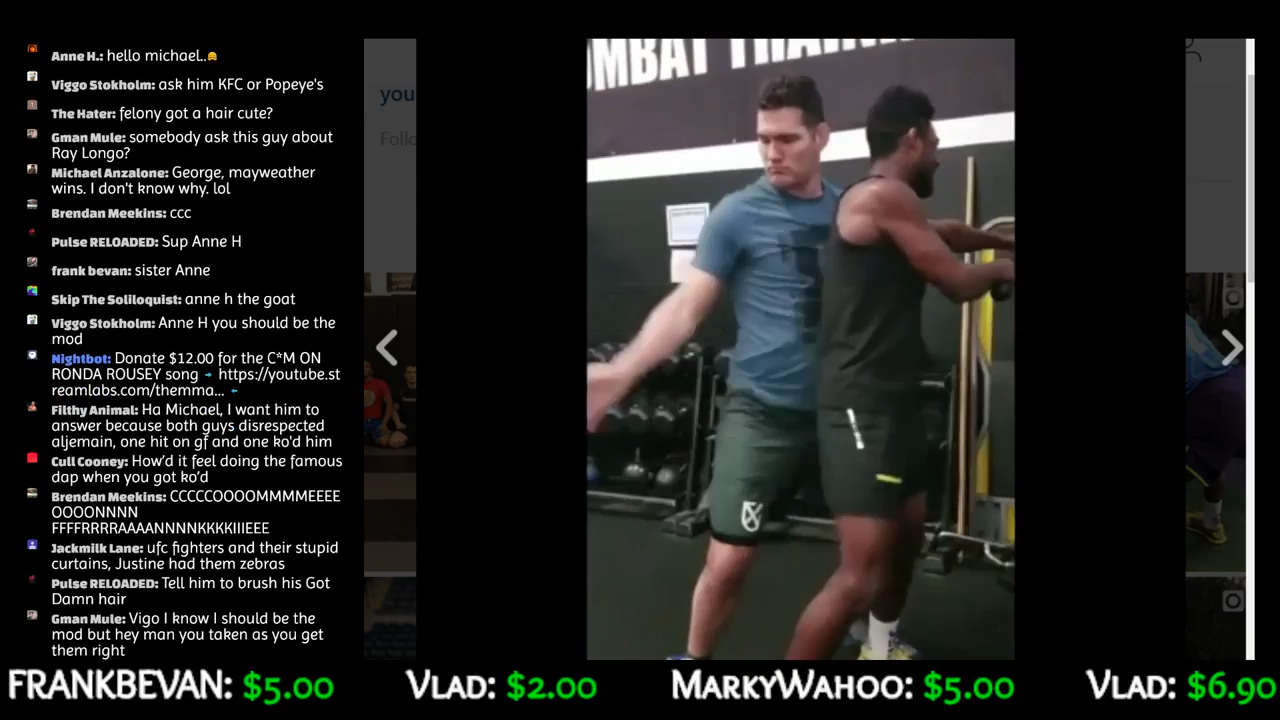 OMBAT TRAIN
Anne H.: hello michael..
Viggo Stokholm: ask him KFC or Popeye's
The Hater: felony got a hair cute?
Gman Mule: somebody ask this guy about
Ray Longo?
Michael Anzalone: George, mayweather
wins. I don't know why. lol
Brendan Meekins: ccc
Pulse RELOADED: Sup Anne H
frank bevan: sister Anne
Skip The Soliloquist: anne h the goat
Viggo Stokholm: Anne H you should be the
mod
Nightbot: Donate $12.00 for the C*M ON
RONDA ROUSEY song → https://youtube.st
reamlabs.com/themma... ←
Filthy Animal: Ha Michael, I want him to
answer because both guys disrespected
aljemain, one hit on gf and one ko'd him
Cull Cooney: How'd it feel doing the famous
dap when you got ko'd
Brendan Meekins: CCCCCOOOOMMMMEEEE
OOOONNNN
FFFFRRRRAAAANNNNKKKKIIIEEE
Jackmilk Lane: ufc fighters and their stupid
curtains, Justine had them zebras
Pulse RELOADED: Tell him to brush his Got
Damn hair
Gman Mule: Vigo I know I should be the
mod but hey man you taken as you get
them right
you
Follo
FRANKBEVAN: $5.00 VLAD: $2.00 MARKYWAHOO: $5.00 VLAD: $6.90